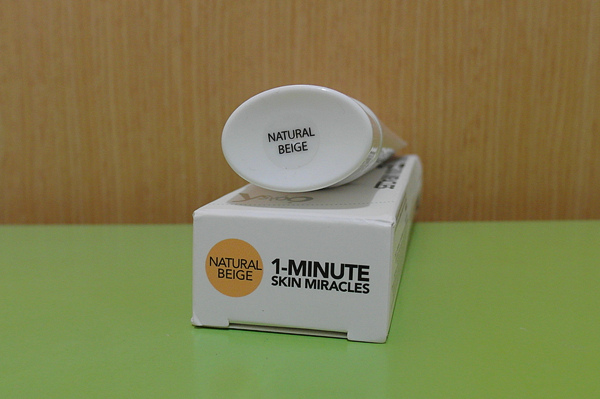 NATURAL
BEIGE
NATURAL
BEIGE
1-MINUTE
SKIN MIRACLES